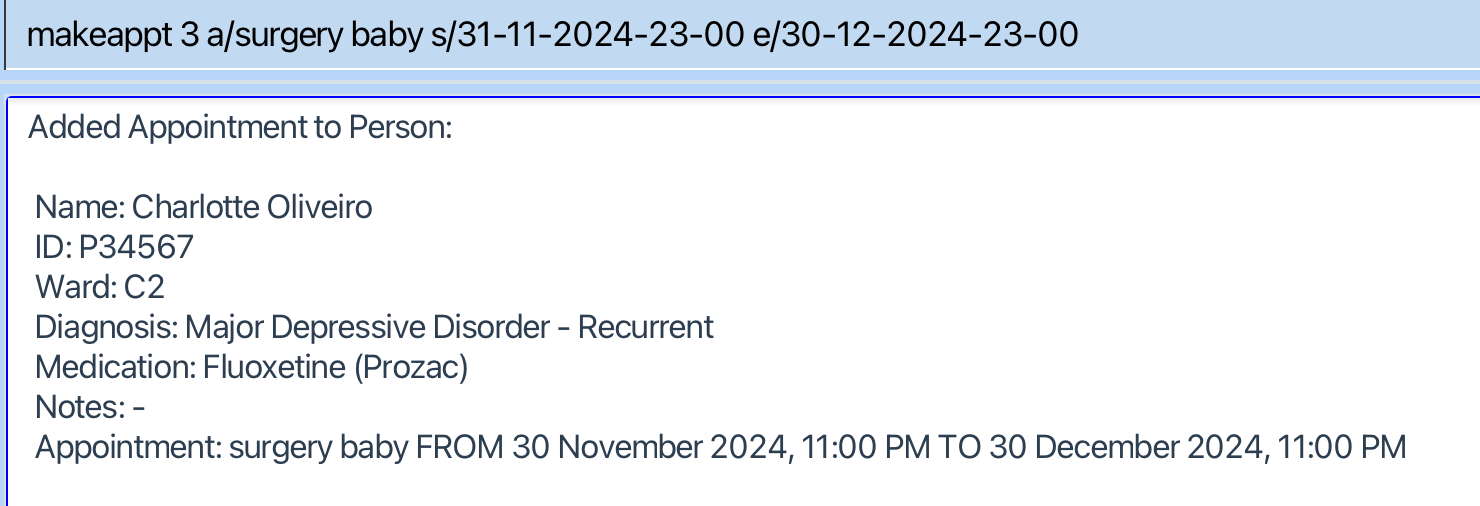 makeappt 3 a/surgery baby s/31-11-2024-23-00 e/30-12-2024-23-00
Added Appointment to Person:
Name: Charlotte Oliveiro
ID: P34567
Ward: C2
Diagnosis: Major Depressive Disorder - Recurrent
Medication: Fluoxetine (Prozac)
Notes: -
Appointment: surgery baby FROM 30 November 2024, 11:00 PM TO 30 December 2024, 11:00 PM